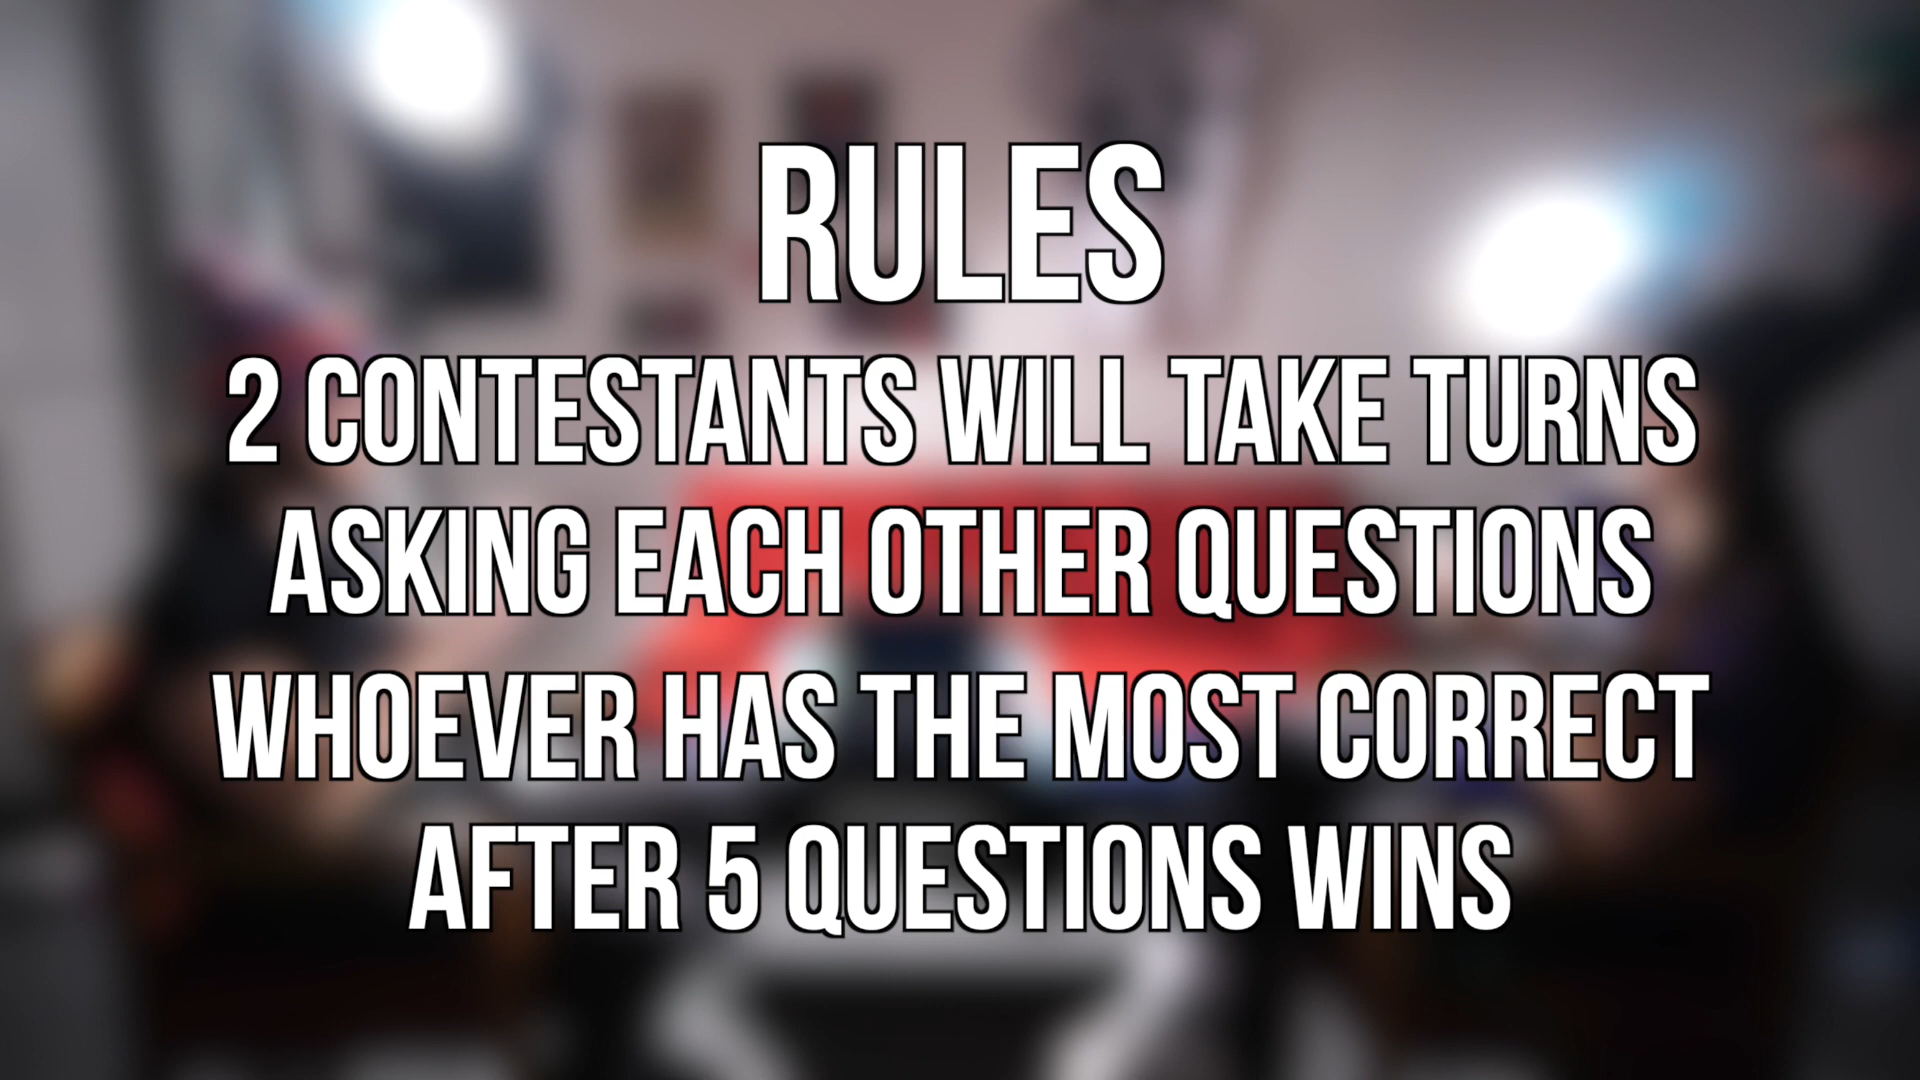 RULES
2 CONTESTANTS WILL TAKE TURNS
ASKING EACH OTHER QUESTIONS
WHOEVER HAS THE MOST CORRECT
AFTER 5 QUESTIONS WINS